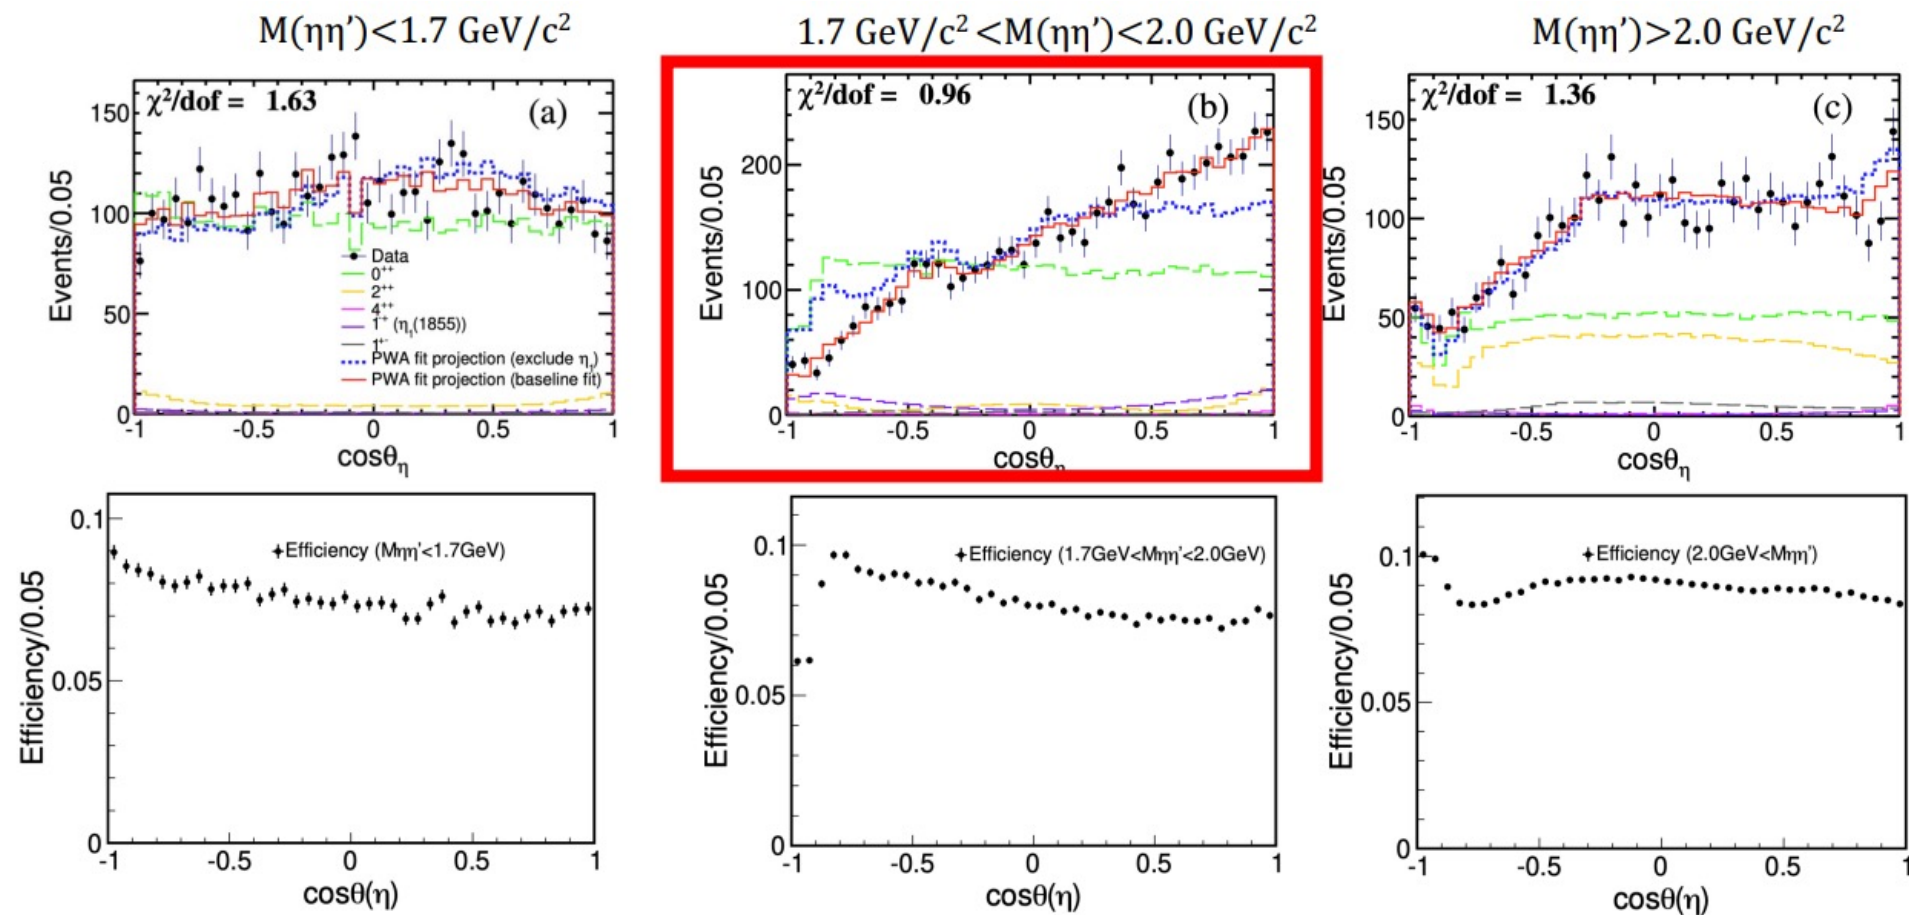 M(ηη')<1.7 GeV/c²
1.7 GeV/c² <M(ηη')<2.0 GeV/c²
M(ηη')>2.0 GeV/c²
χ²/dof = 1.63
(a)
Events/0.05
150
100
50
0
Data
0⁺⁺
2⁺⁺
4⁺⁺
1⁻⁺ (η₁(1855))
1⁺⁻
PWA fit projection (exclude η₁)
PWA fit projection (baseline fit)
-1 -0.5 0 0.5 1
cosθη
χ²/dof = 0.96
(b)
Events/0.05
200
100
0
-1 -0.5 0 0.5 1
cosθη
χ²/dof = 1.36
(c)
Events/0.05
150
100
50
0
-1 -0.5 0 0.5 1
cosθη
Efficiency/0.05
0.1
0.05
0
Efficiency (Mηη'<1.7GeV)
-1 -0.5 0 0.5 1
cosθ(η)
Efficiency/0.05
0.1
0.05
0
Efficiency (1.7GeV<Mηη'<2.0GeV)
-1 -0.5 0 0.5 1
cosθ(η)
Efficiency/0.05
0.1
0.05
0
Efficiency (2.0GeV<Mηη')
-1 -0.5 0 0.5 1
cosθ(η)